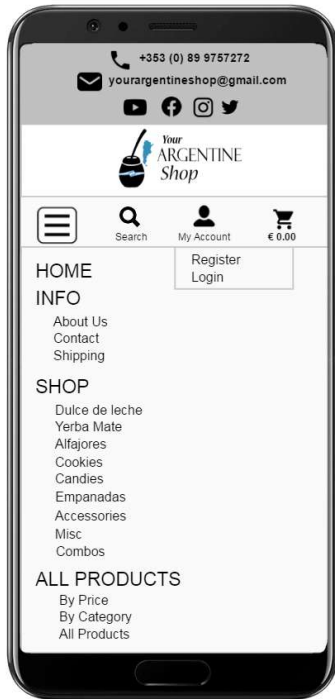 +353 (0) 89 9757272
yourargentineshop@gmail.com
Your
ARGENTINE
Shop
Search
My Account
€ 0.00
Register
Login
HOME
INFO
About Us
Contact
Shipping
SHOP
Dulce de leche
Yerba Mate
Alfajores
Cookies
Candies
Empanadas
Accessories
Misc
Combos
ALL PRODUCTS
By Price
By Category
All Products